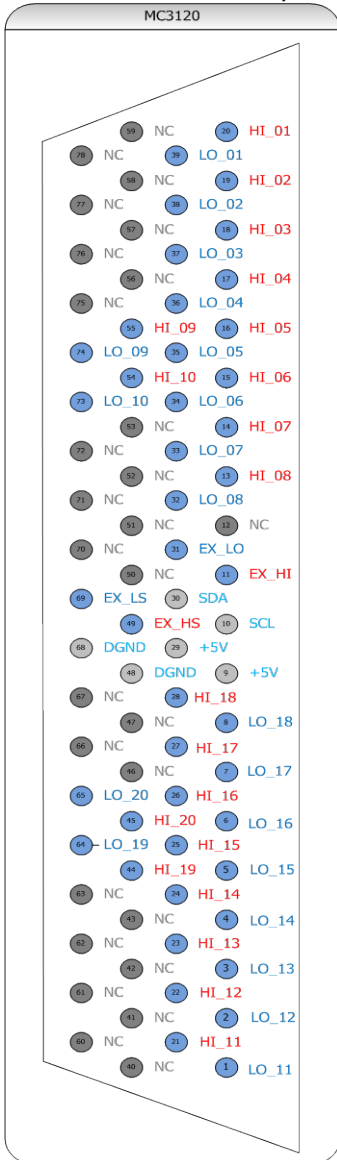 MC3120
59 NC 20 HI_01
78 NC 39 LO_01
58 NC 19 HI_02
77 NC 38 LO_02
57 NC 18 HI_03
76 NC 37 LO_03
56 NC 17 HI_04
75 NC 36 LO_04
55 HI_09 16 HI_05
74 LO_09 35 LO_05
54 HI_10 15 HI_06
73 LO_10 34 LO_06
53 NC 14 HI_07
72 NC 33 LO_07
52 NC 13 HI_08
71 NC 32 LO_08
51 NC 12 NC
70 NC 31 EX_LO
50 NC 11 EX_HI
69 EX_LS 30 SDA
49 EX_HS 10 SCL
68 DGND 29 +5V
48 DGND 9 +5V
67 NC 28 HI_18
47 NC 8 LO_18
66 NC 27 HI_17
46 NC 7 LO_17
65 LO_20 26 HI_16
45 HI_20 6 LO_16
64 LO_19 25 HI_15
44 HI_19 5 LO_15
63 NC 24 HI_14
43 NC 4 LO_14
62 NC 23 HI_13
42 NC 3 LO_13
61 NC 22 HI_12
41 NC 2 LO_12
60 NC 21 HI_11
40 NC 1 LO_11